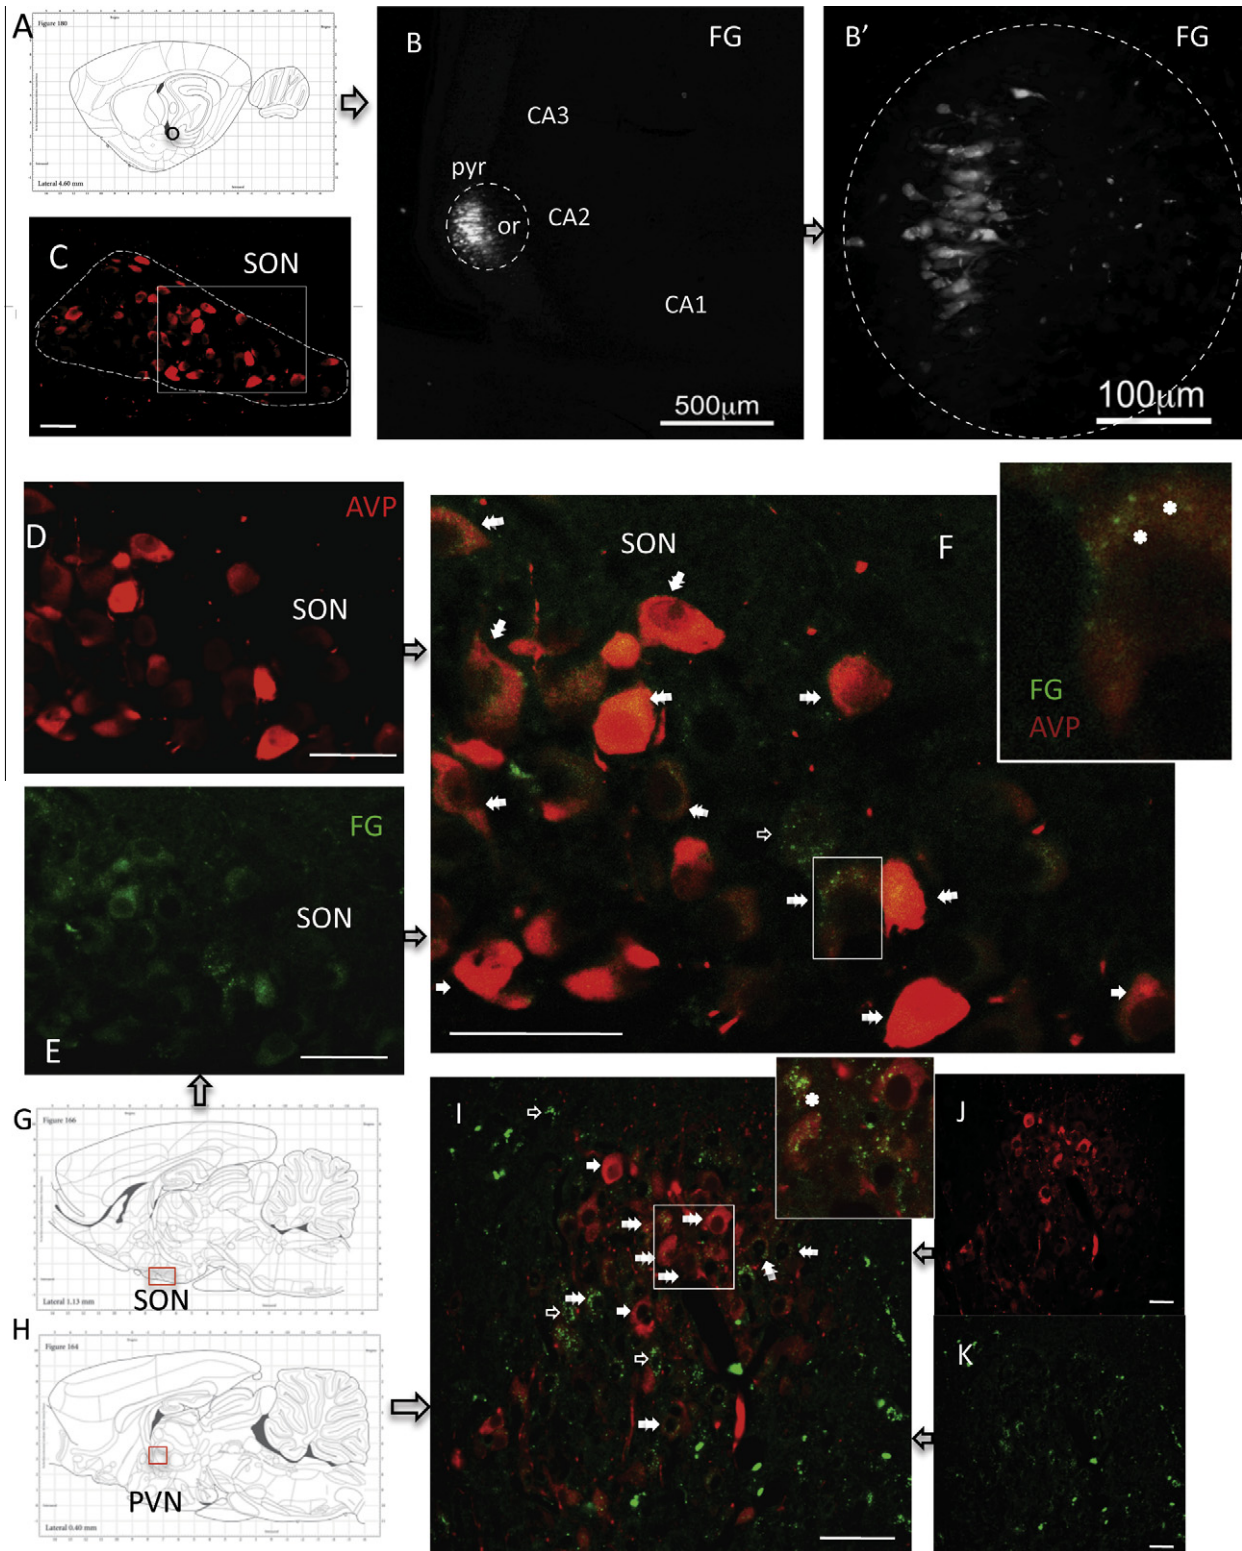 A
Figure 180
Lateral 4.60 mm
B
FG
CA3
pyr
or
CA2
CA1
500μm
B'
FG
100μm
C
SON
D
AVP
SON
E
FG
SON
F
SON
FG
AVP
G
Figure 166
Lateral 1.13 mm
SON
H
Figure 164
Lateral 0.40 mm
PVN
I
J
K